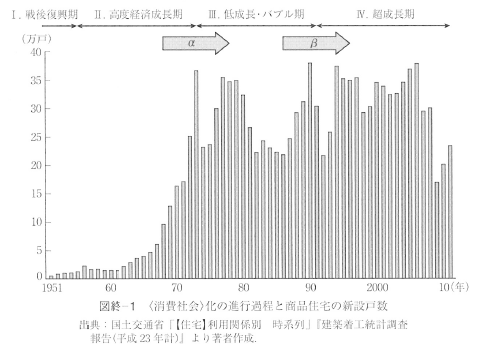 Ⅰ. 戦後復興期 Ⅱ. 高度経済成長期 Ⅲ. 低成長・バブル期 Ⅳ. 超成長期
(万戸)
α β
40
35
30
25
20
15
10
5
0
1951 60 70 80 90 2000 10(年)
図終-1 〈消費社会〉化の進行過程と商品住宅の新設戸数
出典：国土交通省「【住宅】利用関係別 時系列」『建築着工統計調査
報告(平成 23 年計)』より著者作成.